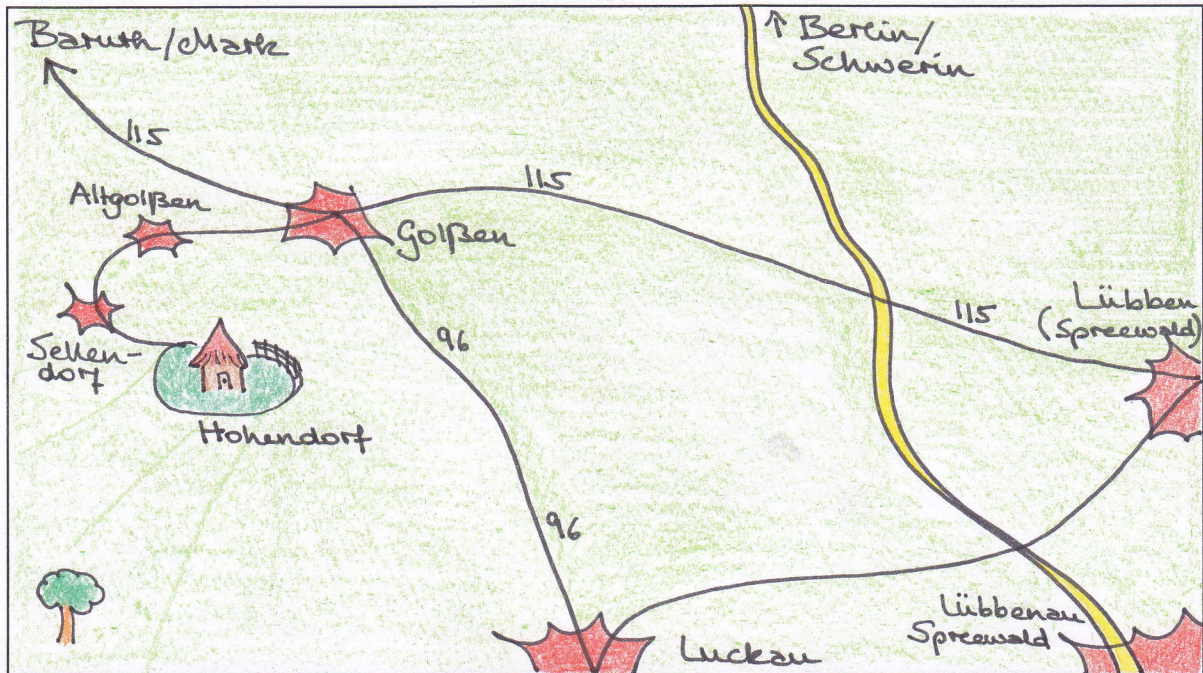 Baruth/Mark
↑ Berlin/
Schwerin
115
115
Altgolßen
Golßen
115
Lübben
(Spreewald)
Sellen-
dorf
96
Hohendorf
96
Lübbenau
Spreewald
Luckau